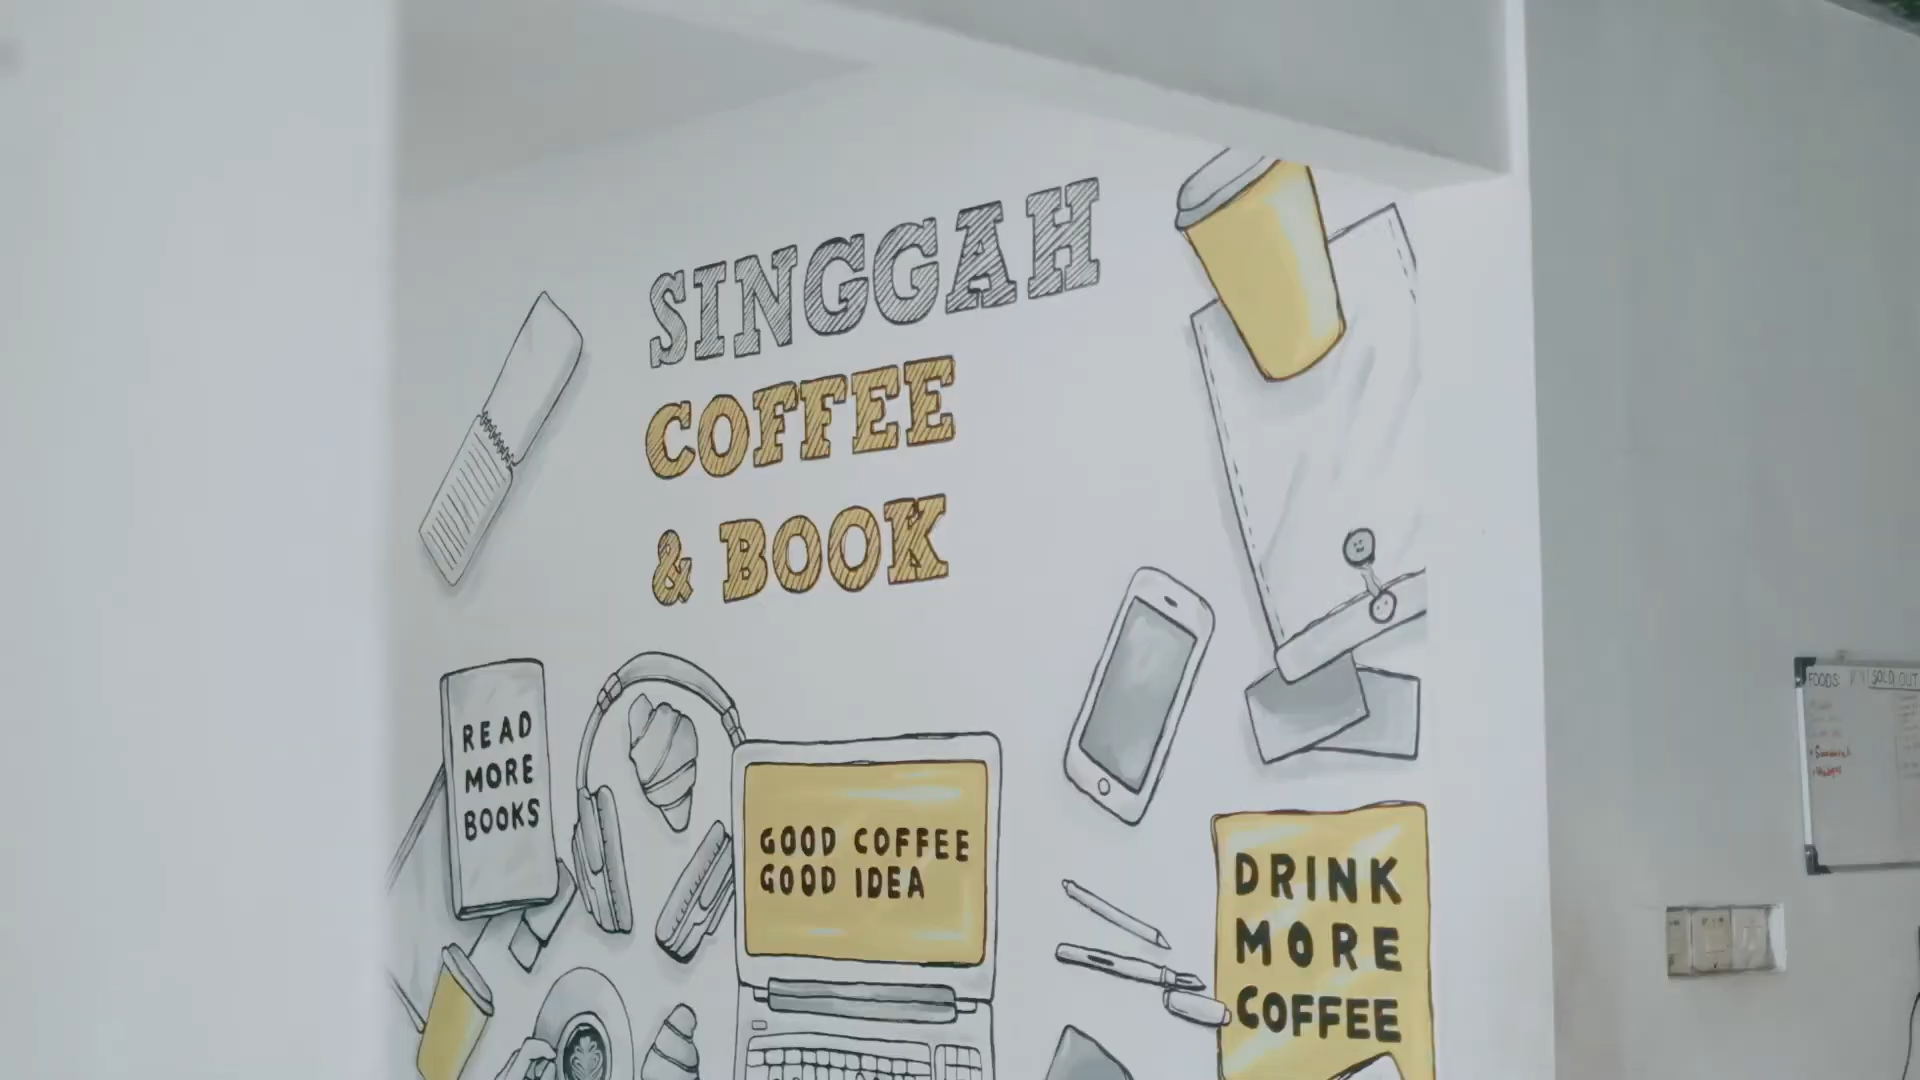 SINGGAH
COFFEE
& BOOK
READ
MORE
BOOKS
GOOD COFFEE
GOOD IDEA
DRINK
MORE
COFFEE
FOODS:
SOLD OUT